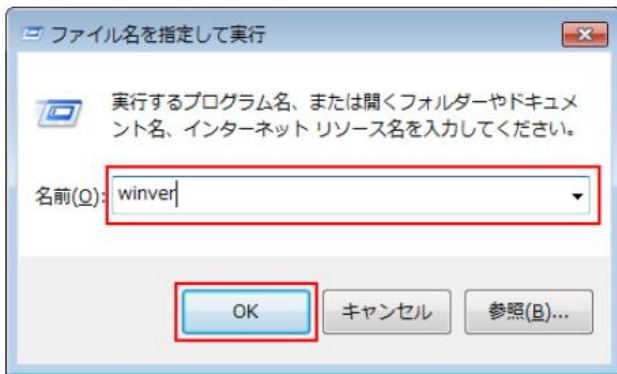 ファイル名を指定して実行
実行するプログラム名、または開くフォルダーやドキュメ
ント名、インターネット リソース名を入力してください。
名前(O): winver
OK キャンセル 参照(B)...